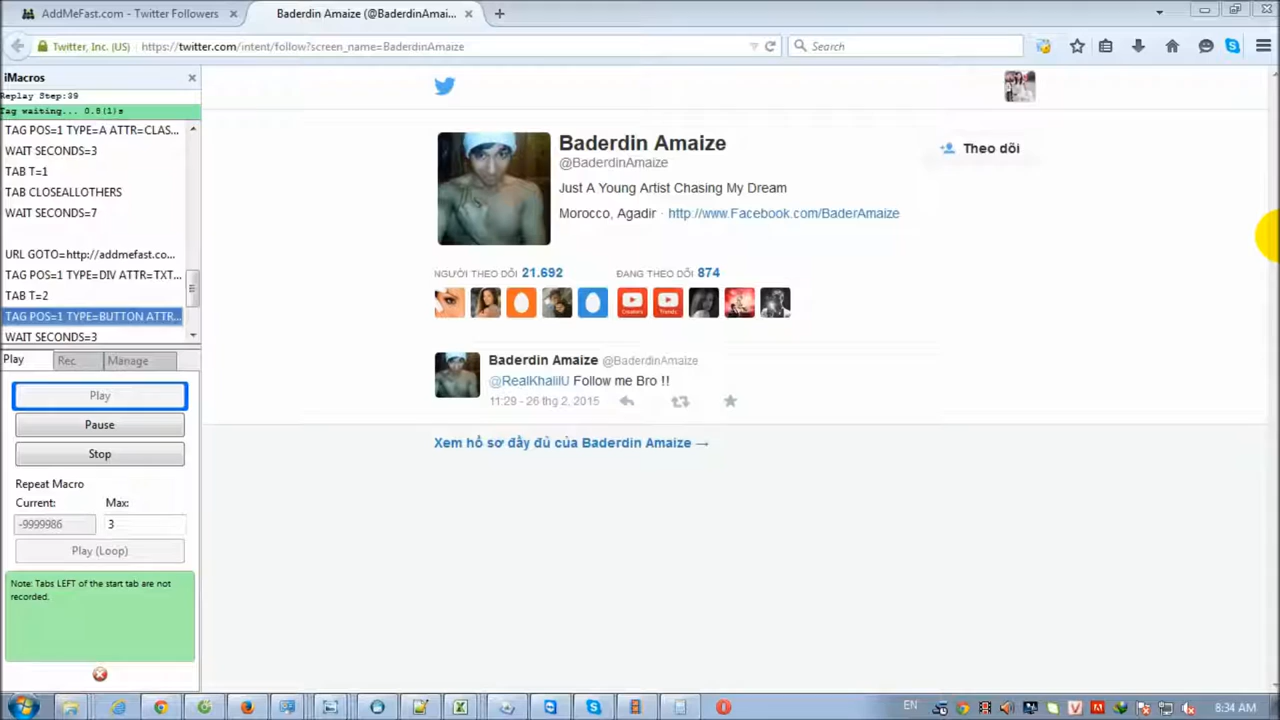 AddMeFast.com - Twitter Followers
Baderdin Amaize (@BaderdinAmai...
Twitter, Inc. (US)
https://twitter.com/intent/follow?screen_name=BaderdinAmaize
Search
iMacros
Replay Step:39
Tag waiting... 0.8(1)s
TAG POS=1 TYPE=A ATTR=CLAS...
WAIT SECONDS=3
TAB T=1
TAB CLOSEALLOTHERS
WAIT SECONDS=7
URL GOTO=http://addmefast.co...
TAG POS=1 TYPE=DIV ATTR=TXT...
TAB T=2
TAG POS=1 TYPE=BUTTON ATTR...
WAIT SECONDS=3
Play
Rec
Manage
Play
Pause
Stop
Repeat Macro
Current:
Max:
-9999986
3
Play (Loop)
Note: Tabs LEFT of the start tab are not
recorded.
Baderdin Amaize
@BaderdinAmaize
Theo dõi
Just A Young Artist Chasing My Dream
Morocco, Agadir · http://www.Facebook.com/BaderAmaize
NGƯỜI THEO DÕI 21.692
ĐANG THEO DÕI 874
Baderdin Amaize @BaderdinAmaize
@RealKhalilU Follow me Bro !!
11:29 - 26 thg 2, 2015
Xem hồ sơ đầy đủ của Baderdin Amaize →
EN
8:34 AM